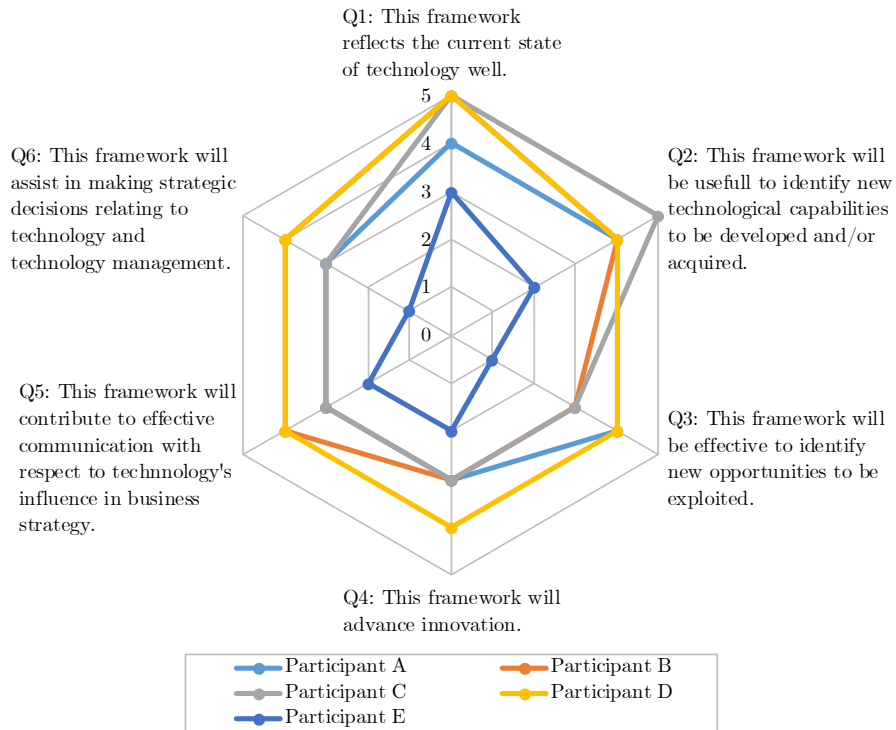 Q1: This framework
reflects the current state
of technology well.
5
4
3
2
1
0
Q6: This framework will
assist in making strategic
decisions relating to
technology and
technology management.
Q2: This framework will
be usefull to identify new
technological capabilities
to be developed and/or
acquired.
Q5: This framework will
contribute to effective
communication with
respect to technnology's
influence in business
strategy.
Q3: This framework will
be effective to identify
new opportunities to be
exploited.
Q4: This framework will
advance innovation.
Participant A
Participant B
Participant C
Participant D
Participant E